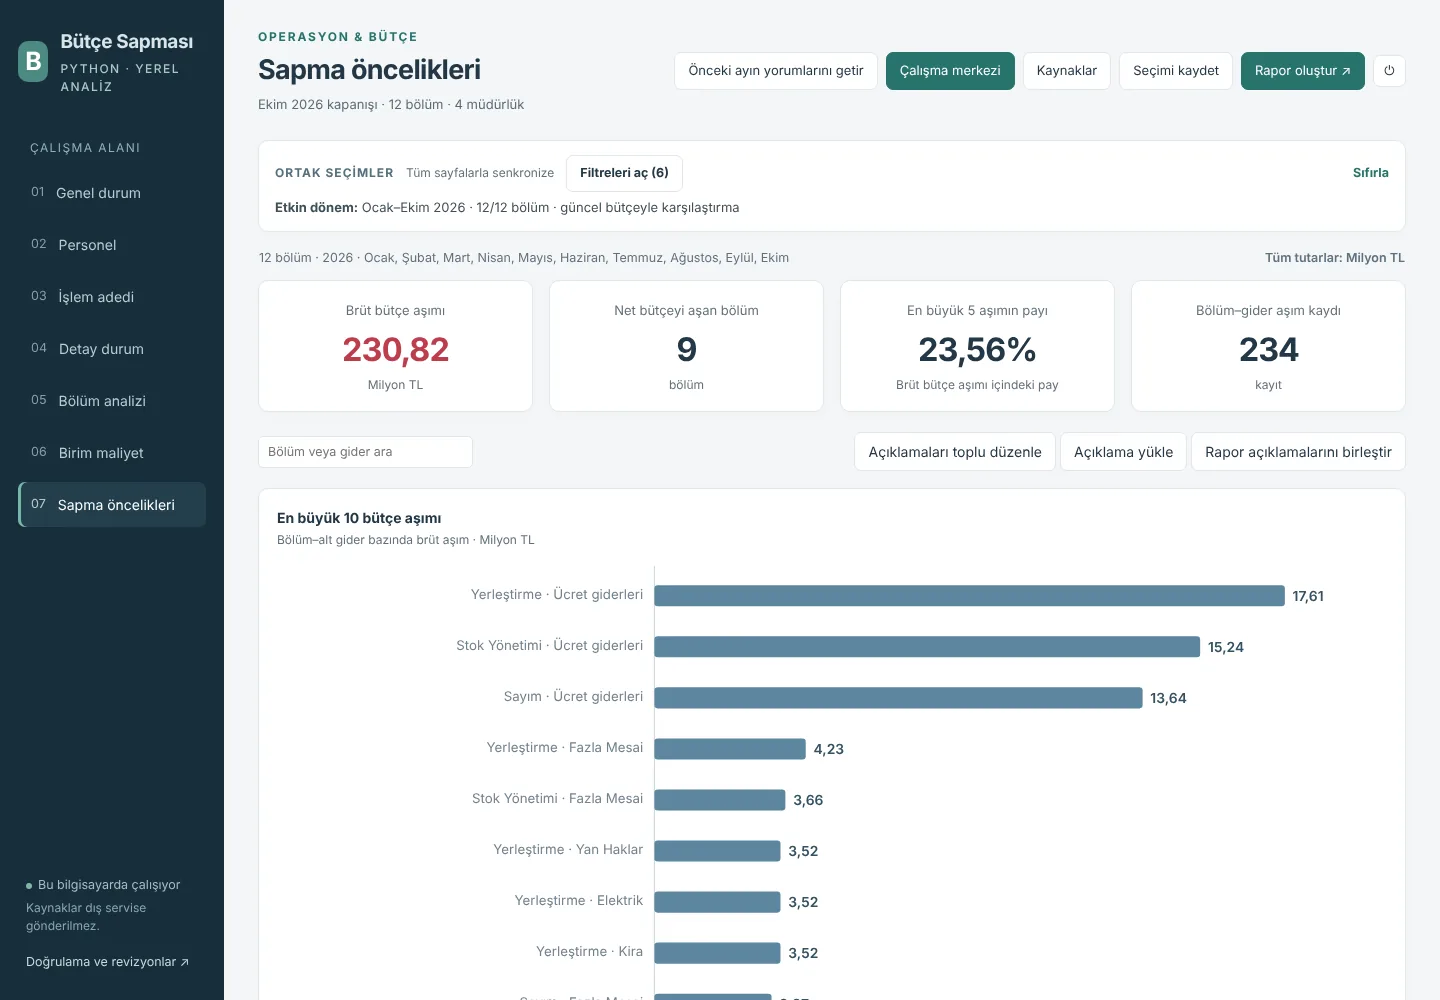 B
Bütçe Sapması
PYTHON · YEREL
ANALİZ
ÇALIŞMA ALANI
01 Genel durum
02 Personel
03 İşlem adedi
04 Detay durum
05 Bölüm analizi
06 Birim maliyet
07 Sapma öncelikleri
Bu bilgisayarda çalışıyor
Kaynaklar dış servise
gönderilmez.
Doğrulama ve revizyonlar ↗
OPERASYON & BÜTÇE
Sapma öncelikleri
Ekim 2026 kapanışı · 12 bölüm · 4 müdürlük
Önceki ayın yorumlarını getir
Çalışma merkezi
Kaynaklar
Seçimi kaydet
Rapor oluştur ↗
ORTAK SEÇİMLER Tüm sayfalarla senkronize Filtreleri aç (6) Sıfırla
Etkin dönem: Ocak–Ekim 2026 · 12/12 bölüm · güncel bütçeyle karşılaştırma
12 bölüm · 2026 · Ocak, Şubat, Mart, Nisan, Mayıs, Haziran, Temmuz, Ağustos, Eylül, Ekim
Tüm tutarlar: Milyon TL
Brüt bütçe aşımı
230,82
Milyon TL
Net bütçeyi aşan bölüm
9
bölüm
En büyük 5 aşımın payı
23,56%
Brüt bütçe aşımı içindeki pay
Bölüm–gider aşım kaydı
234
kayıt
Bölüm veya gider ara
Açıklamaları toplu düzenle
Açıklama yükle
Rapor açıklamalarını birleştir
En büyük 10 bütçe aşımı
Bölüm–alt gider bazında brüt aşım · Milyon TL
Yerleştirme · Ücret giderleri 17,61
Stok Yönetimi · Ücret giderleri 15,24
Sayım · Ücret giderleri 13,64
Yerleştirme · Fazla Mesai 4,23
Stok Yönetimi · Fazla Mesai 3,66
Yerleştirme · Yan Haklar 3,52
Yerleştirme · Elektrik 3,52
Yerleştirme · Kira 3,52